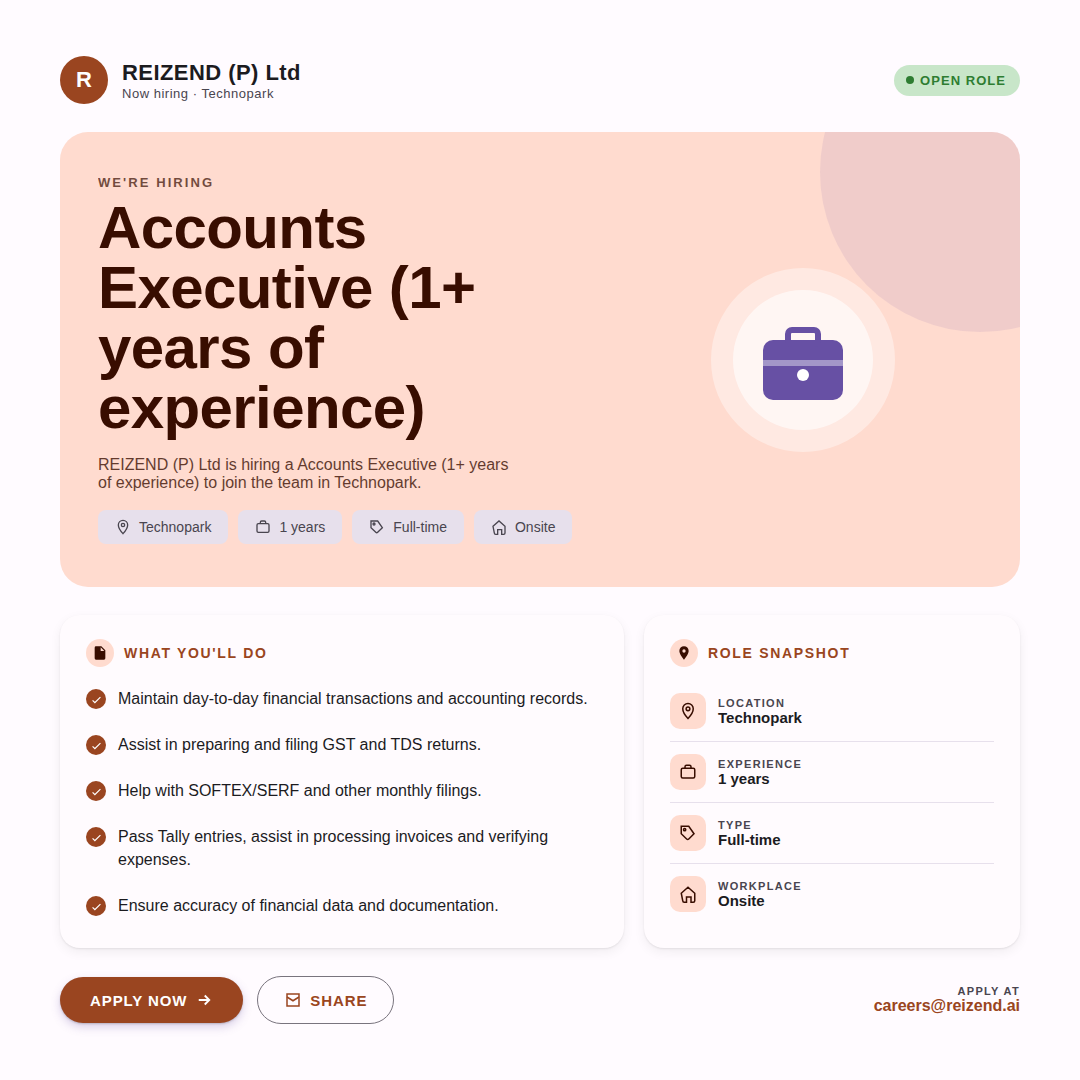 R
REIZEND (P) Ltd
Now hiring · Technopark
OPEN ROLE
WE'RE HIRING
Accounts
Executive (1+
years of
experience)
REIZEND (P) Ltd is hiring a Accounts Executive (1+ years
of experience) to join the team in Technopark.
Technopark
1 years
Full-time
Onsite
WHAT YOU'LL DO
Maintain day-to-day financial transactions and accounting records.
Assist in preparing and filing GST and TDS returns.
Help with SOFTEX/SERF and other monthly filings.
Pass Tally entries, assist in processing invoices and verifying
expenses.
Ensure accuracy of financial data and documentation.
ROLE SNAPSHOT
LOCATION
Technopark
EXPERIENCE
1 years
TYPE
Full-time
WORKPLACE
Onsite
APPLY NOW
SHARE
APPLY AT
careers@reizend.ai